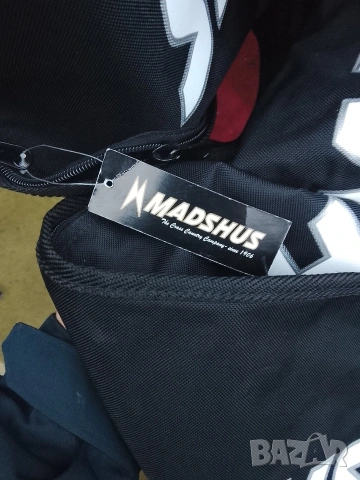 MADSHUS
The Cross Country Company - since 1906
BAZAR